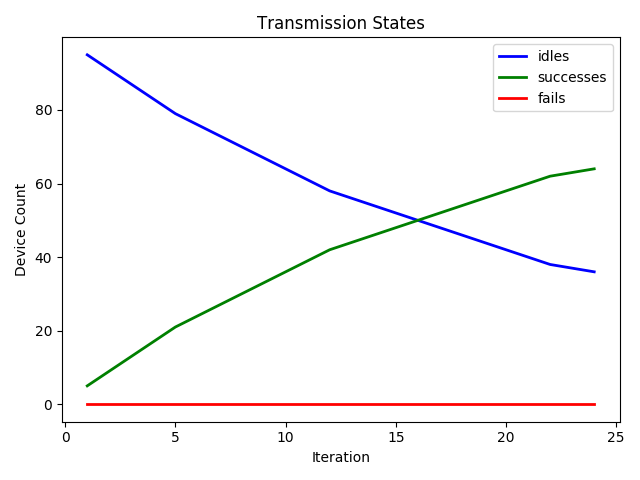 Transmission States
idles
successes
fails
Device Count
80
60
40
20
0
0 5 10 15 20 25
Iteration